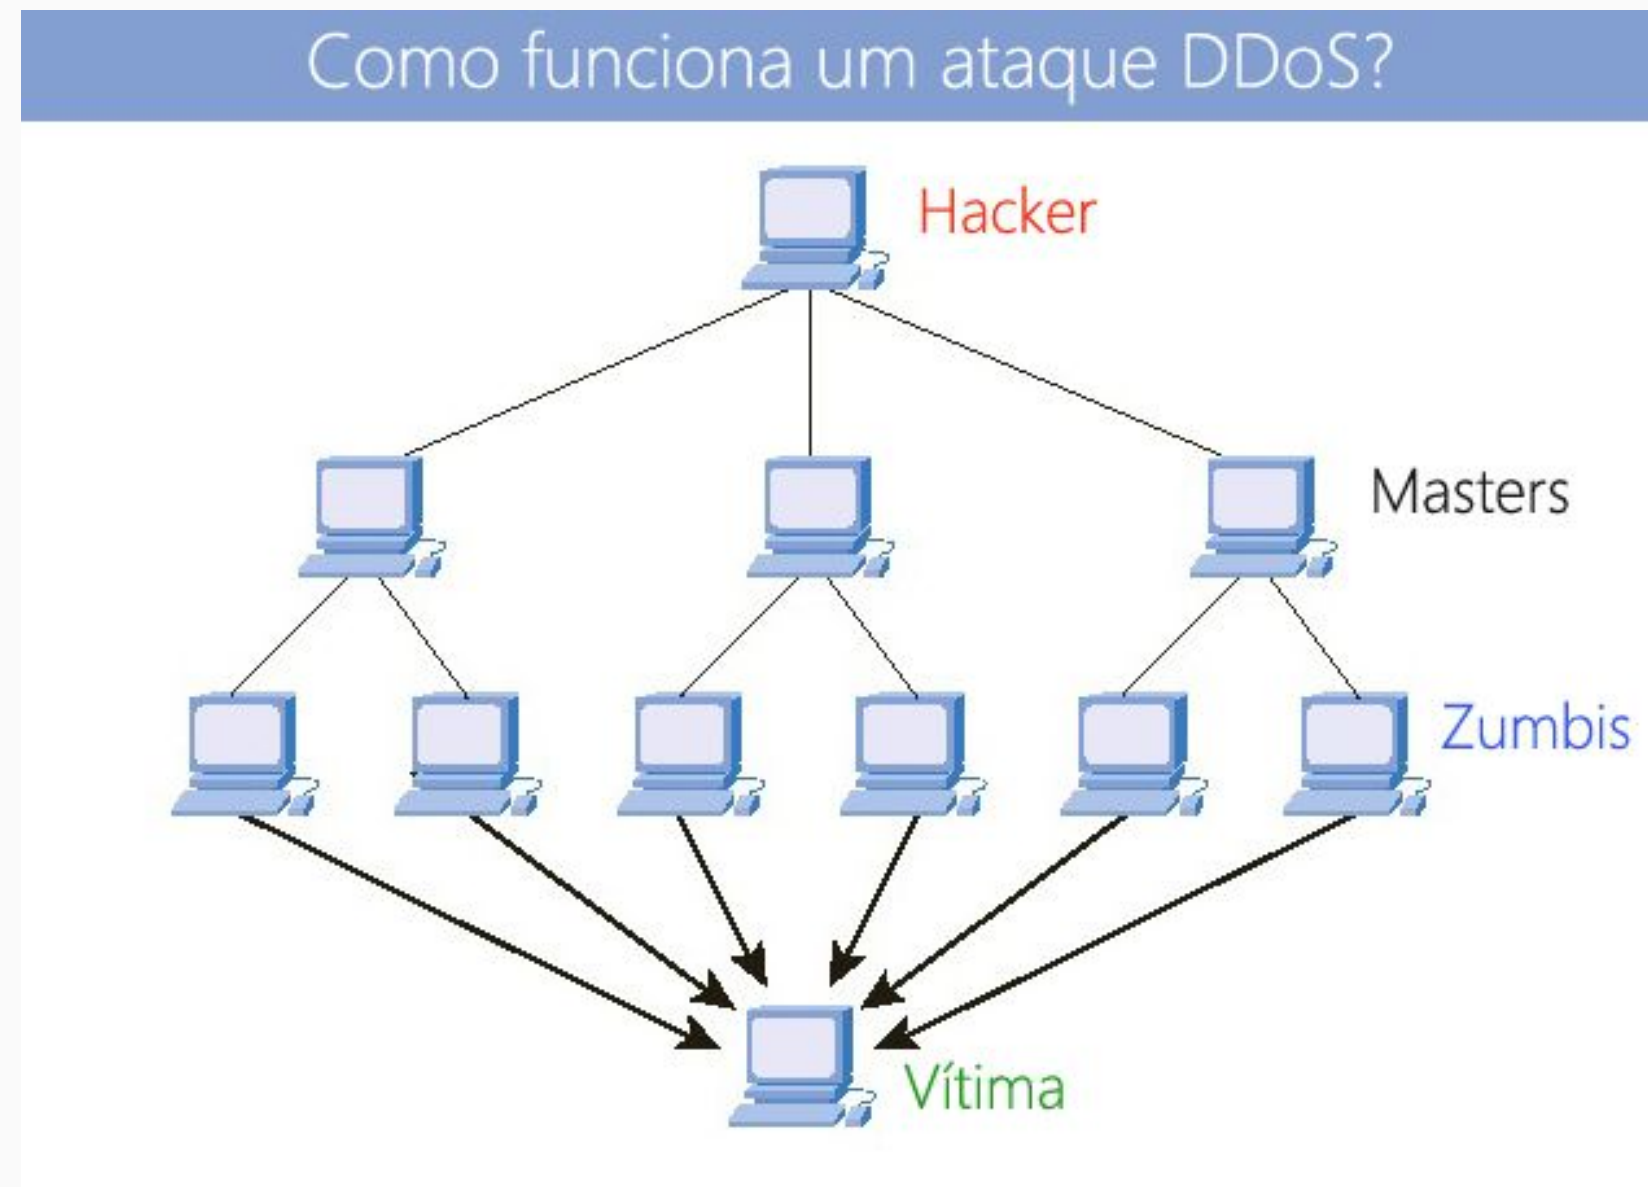 Como funciona um ataque DDoS?
Hacker
Masters
Zumbis
Vítima